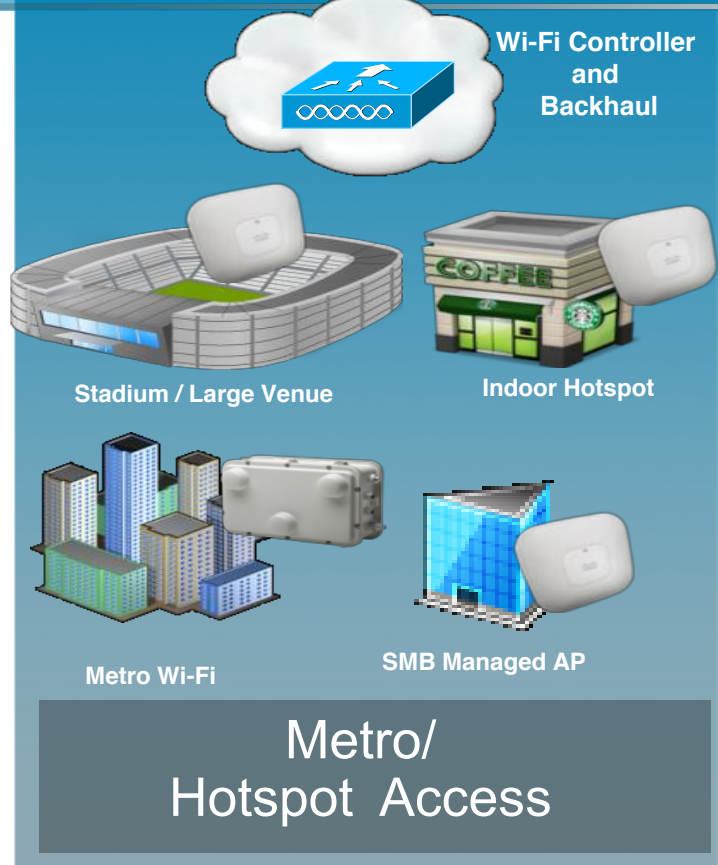 Wi-Fi Controller
and
Backhaul
COFFEE
Stadium / Large Venue
Indoor Hotspot
Metro Wi-Fi
SMB Managed AP
Metro/
Hotspot Access